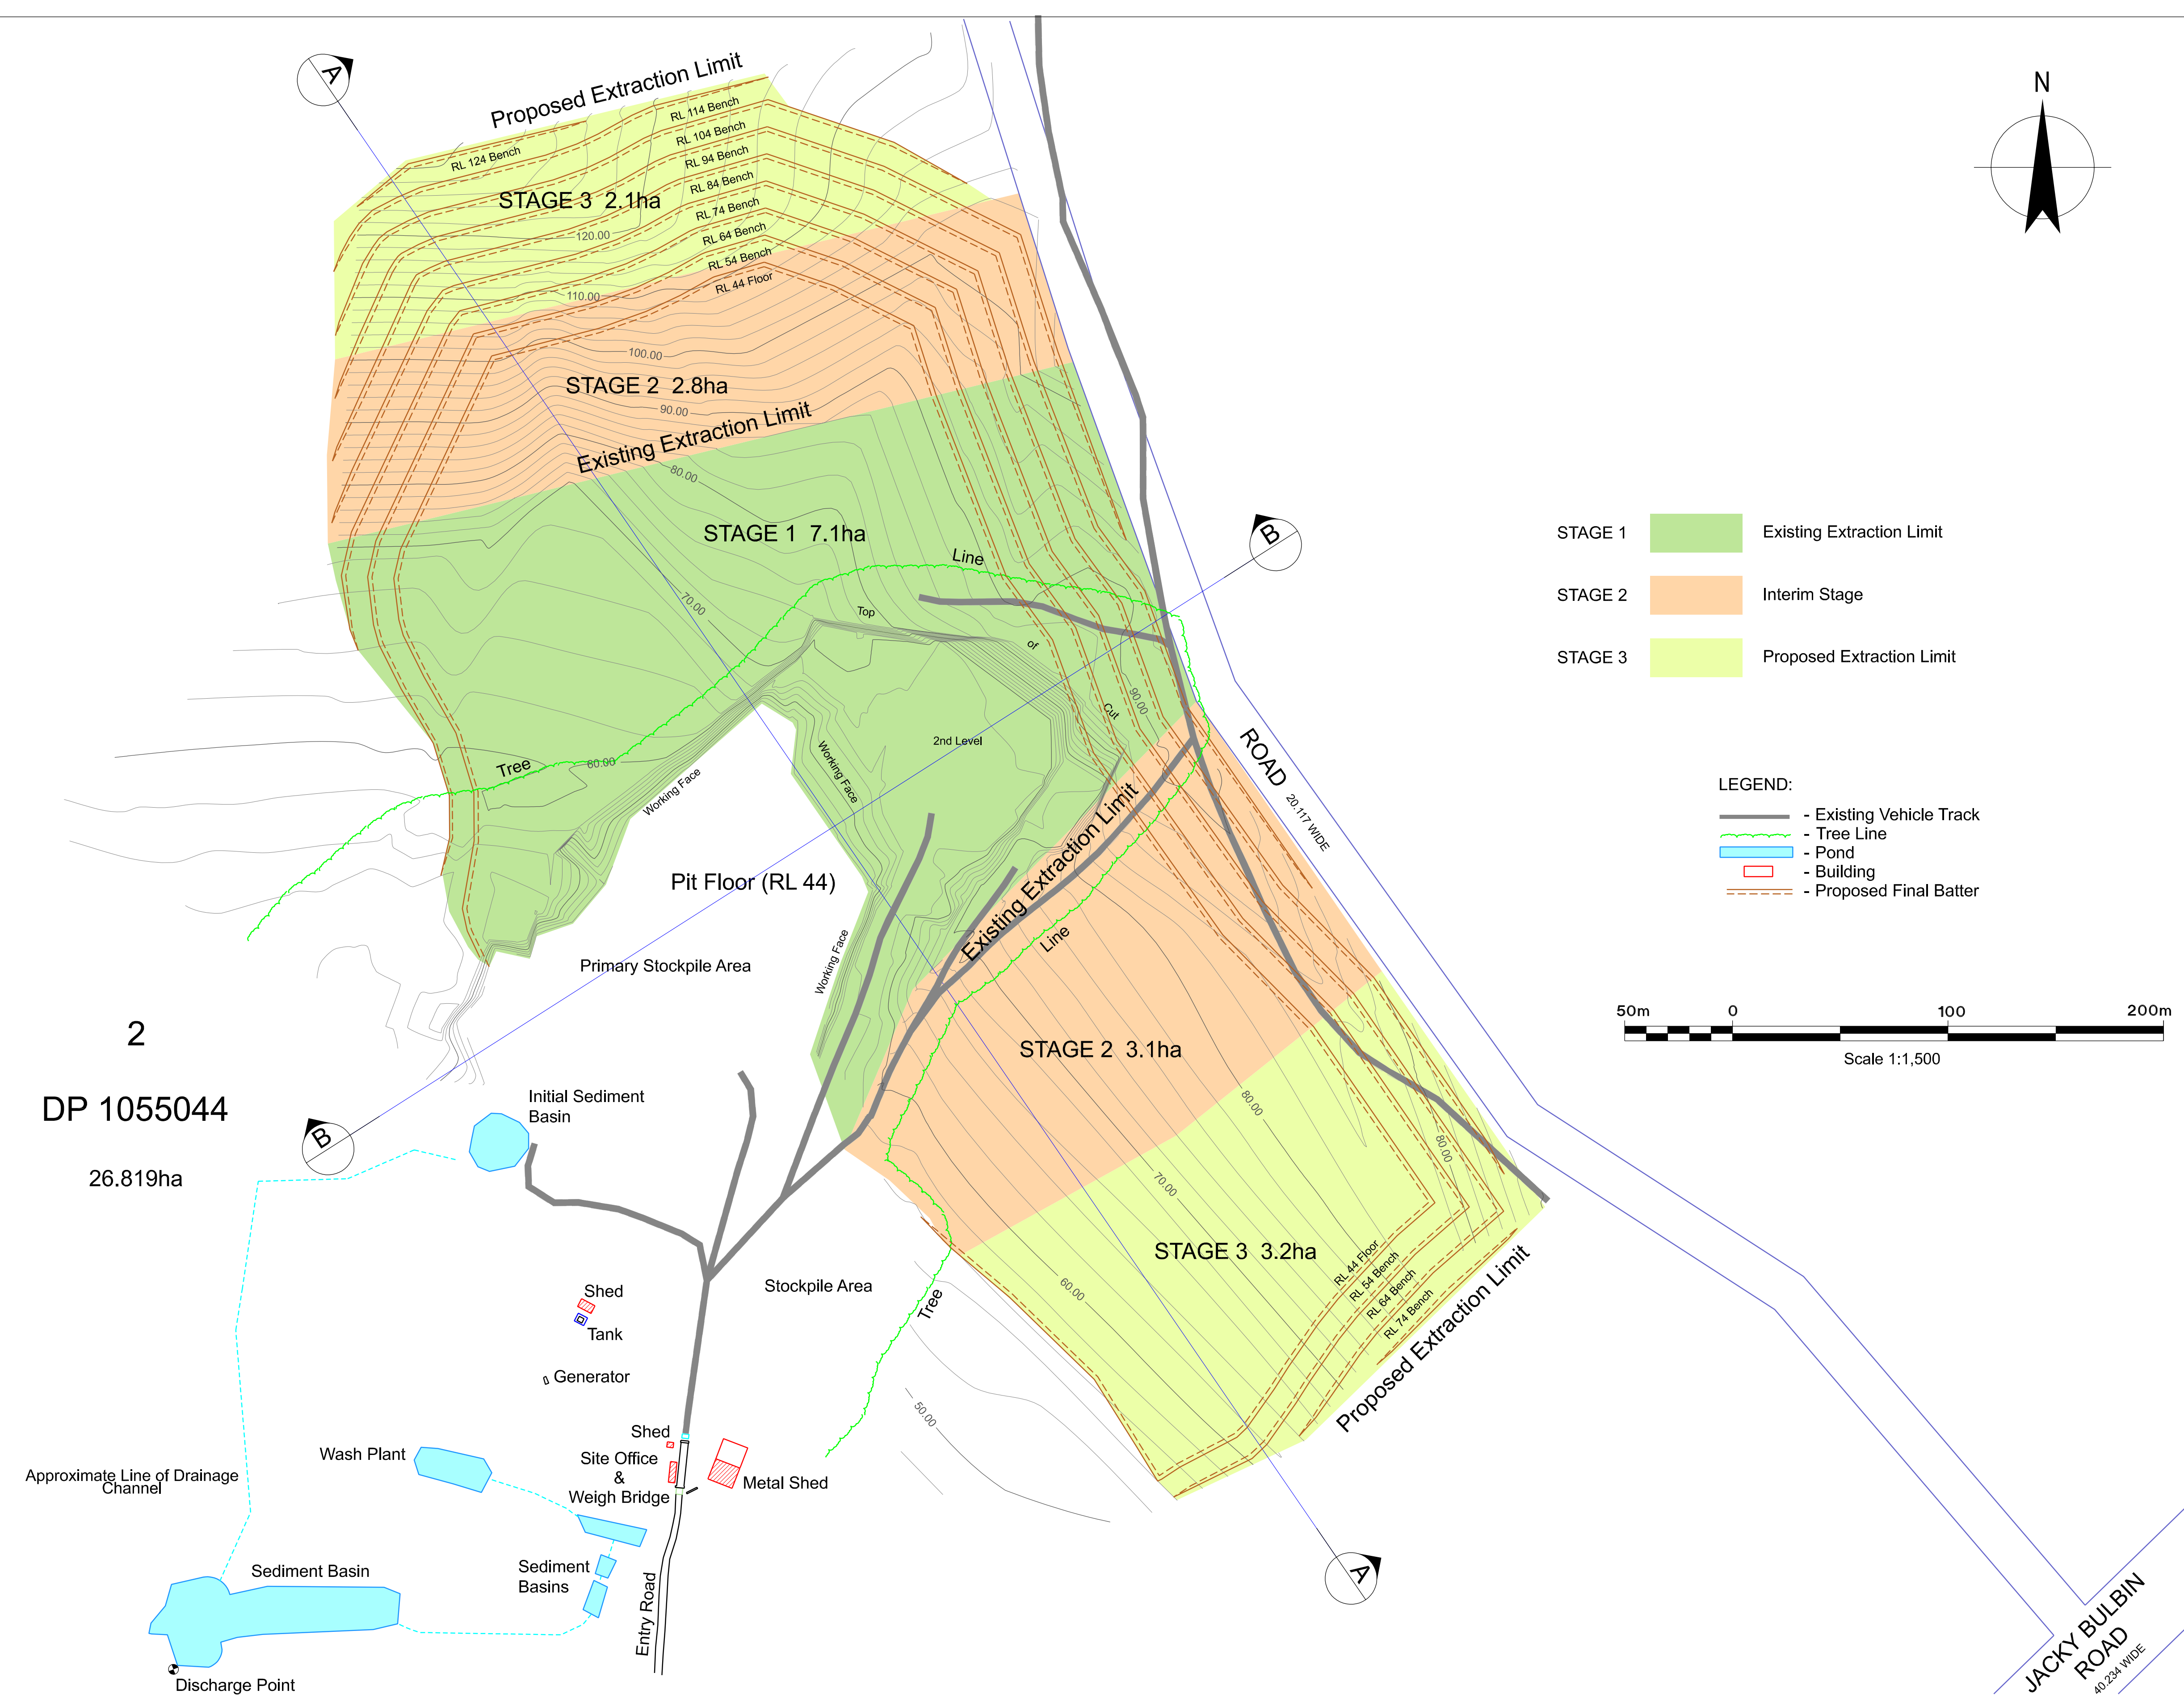 A
Proposed Extraction Limit
N
RL 114 Bench
RL 104 Bench
RL 124 Bench
RL 94 Bench
RL 84 Bench
STAGE 3 2.1ha
RL 74 Bench
120.00
RL 64 Bench
RL 54 Bench
RL 44 Floor
110.00
100.00
STAGE 2 2.8ha
90.00
Existing Extraction Limit
80.00
STAGE 1 7.1ha
B
STAGE 1
Existing Extraction Limit
Line
STAGE 2
Interim Stage
70.00
Top
of
STAGE 3
Proposed Extraction Limit
90.00
Cut
2nd Level
ROAD
20.117 WIDE
Tree
60.00
Working Face
Working Face
LEGEND:
- Existing Vehicle Track
- Tree Line
- Pond
- Building
- Proposed Final Batter
Existing Extraction Limit
Pit Floor (RL 44)
Line
Working Face
Primary Stockpile Area
50m 0 100 200m
Scale 1:1,500
2
DP 1055044
26.819ha
STAGE 2 3.1ha
Initial Sediment
Basin
B
80.00
80.00
70.00
STAGE 3 3.2ha
60.00
RL 44 Floor
RL 54 Bench
RL 64 Bench
RL 74 Bench
Proposed Extraction Limit
Stockpile Area
Tree
Shed
Tank
Generator
50.00
Shed
Site Office
&
Weigh Bridge
Metal Shed
Wash Plant
Approximate Line of Drainage
Channel
Sediment Basin
Sediment
Basins
Entry Road
A
Discharge Point
JACKY BULBIN
ROAD
40.234 WIDE